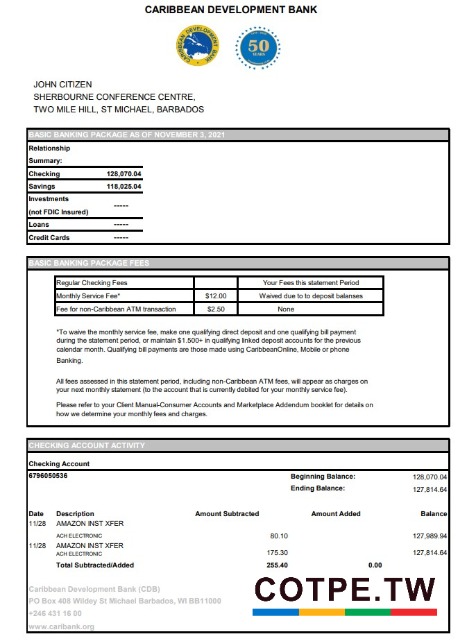 CARIBBEAN DEVELOPMENT BANK
CARIBBEAN DEVELOPMENT BANK
50
YEARS
JOHN CITIZEN
SHERBOURNE CONFERENCE CENTRE,
TWO MILE HILL, ST MICHAEL, BARBADOS
BASIC BANKING PACKAGE AS OF NOVEMBER 3, 2021
Relationship
Summary:
Checking 128,070.04
Savings 118,025.04
Investments
(not FDIC Insured) -----
Loans -----
Credit Cards -----
BASIC BANKING PACKAGE FEES
Regular Checking Fees Your Fees this statement Period
Monthly Service Fee* $12.00 Waived due to to deposit balanses
Fee for non-Caribbean ATM transaction $2.50 None
*To waive the monthly service fee, make one qualifying direct deposit and one qualifying bill payment
during the statement period, or maintain $1.500+ in qualifying linked deposit accounts for the previous
calendar month. Qualifying bill payments are those made using CaribbeanOnline, Mobile or phone
Banking.
All fees assessed in this statement period, including non-Caribbean ATM fees, will appear as charges on
your next monthly statement (to the account that is currently debited for your monthly service fee).
Please refer to your Client Manual-Consumer Accounts and Marketplace Addendum booklet for details on
how we determine your monthly fees and charges.
CHECKING ACCOUNT ACTIVITY
Checking Account
6796050536 Beginning Balance: 128,070.04
Ending Balance: 127,814.64
Date Description Amount Subtracted Amount Added Balance
11/28 AMAZON INST XFER
ACH ELECTRONIC 80.10 127,989.94
11/28 AMAZON INST XFER
ACH ELECTRONIC 175.30 127,814.64
Total Subtracted/Added 255.40 0.00
Caribbean Development Bank (CDB)
PO Box 408 Wildey St Michael Barbados, WI BB11000
+246 431 16 00
www.caribank.org
COTPE.TW